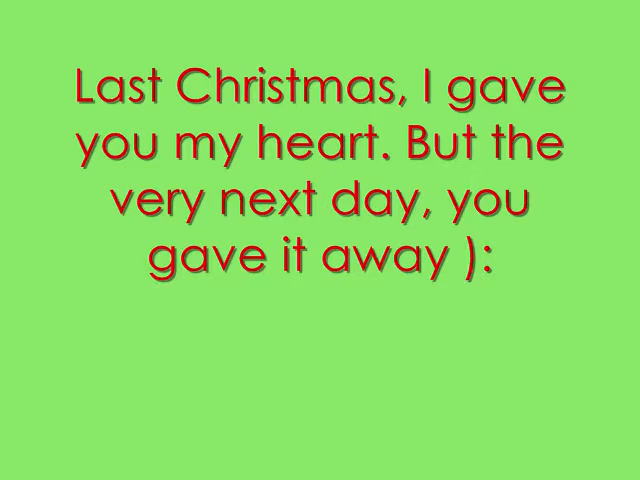 Last Christmas, I gave
you my heart. But the
very next day, you
gave it away ):